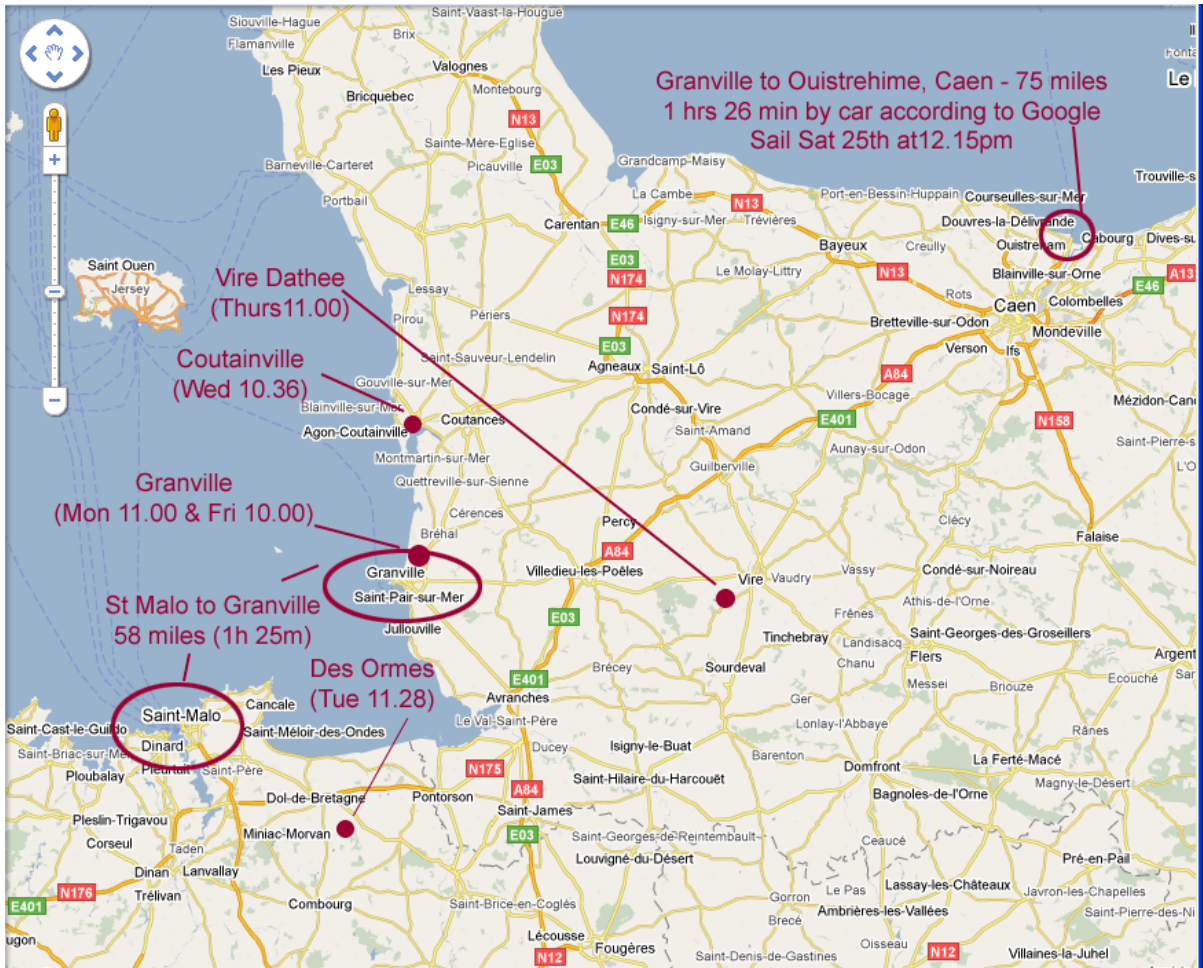 Saint-Vaast-la-Hougue
Siouville-Hague
Brix
Flamanville
Les Pieux
Valognes
Montebourg
Bricquebec
N13
Granville to Ouistrehime, Caen - 75 miles
1 hrs 26 min by car according to Google
Sail Sat 25th at12.15pm
Le
Sainte-Mère-Eglise
Barneville-Carteret
Picauville
E03
Grandcamp-Maisy
Portbail
La Cambe
N13
Port-en-Bessin-Huppain
Courseulles-sur-Mer
Trouville-s
Carentan
E46
Isigny-sur-Mer
Trévières
Douvres-la-Délivrande
Ouistreham
Cabourg
Dives-su
Bayeux
Creully
Saint Ouen
Jersey
Vire Dathee
(Thurs11.00)
E03
N174
Le Molay-Littry
N13
Blainville-sur-Orne
A13
E46
Lessay
Rots
Caen
Colombelles
Pirou
Périers
N174
Bretteville-sur-Odon
Mondeville
E03
Verson
Ifs
Coutainville
(Wed 10.36)
Saint-Sauveur-Lendelin
Agneaux
Saint-Lô
A84
Gouville-sur-Mer
Villers-Bocage
Blainville-sur-Mer
Condé-sur-Vire
Mézidon-Cano
Agon-Coutainville
Coutances
Saint-Amand
E401
N158
Saint-Pierre-s
Montmartin-sur-Mer
Aunay-sur-Odon
Guilberville
L'O
Quettreville-sur-Sienne
Granville
(Mon 11.00 & Fri 10.00)
Cérences
Percy
Clécy
Bréhal
Falaise
A84
Granville
Villedieu-les-Poêles
Vire
Vaudry
Vassy
Condé-sur-Noireau
Saint-Pair-sur-Mer
St Malo to Granville
58 miles (1h 25m)
E03
Frênes
Athis-de-l'Orne
Jullouville
Tinchebray
Landisacq
Saint-Georges-des-Groseillers
Des Ormes
(Tue 11.28)
Brécey
Sourdeval
Chanu
Flers
Argent
E401
Messei
Briouze
Ecouché
Sar
Avranches
Ger
Cancale
Saint-Malo
Le Val-Saint-Père
Lonlay-l'Abbaye
Saint-Cast-le-Guildo
Saint-Méloir-des-Ondes
Rânes
Dinard
Ducey
Isigny-le-Buat
Saint-Briac-sur-Mer
Barenton
La Ferté-Macé
Ploubalay
Pleurtuit
Saint-Père
N175
Domfront
Saint-Hilaire-du-Harcouët
Magny-le-Désert
A84
Dol-de-Bretagne
Pontorson
Bagnoles-de-l'Orne
Saint-James
Pleslin-Trigavou
Miniac-Morvan
E03
Saint-Georges-de-Reintembault
Ceaucé
Corseul
Taden
Louvigné-du-Désert
Pré-en-Pail
Dinan
Lanvallay
Lassay-les-Châteaux
N176
Trélivan
Combourg
Saint-Brice-en-Coglès
Gorron
Le Pas
Javron-les-Chapelles
E401
Ambrières-les-Vallées
Saint-Pierre-des-Ni
Brecé
ugon
Lécousse
Oisseau
Fougères
N12
Saint-Denis-de-Gastines
N12
Villaines-la-Juhel